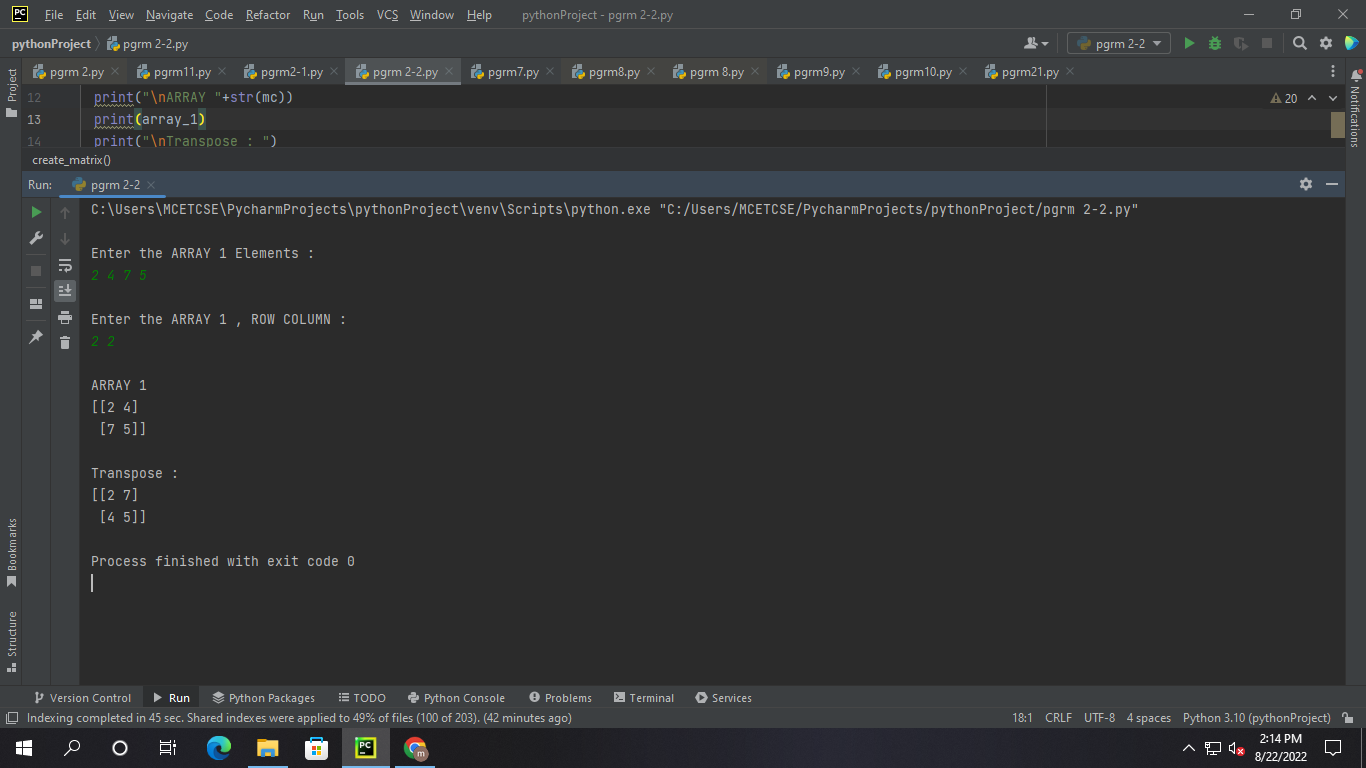 PC File Edit View Navigate Code Refactor Run Tools VCS Window Help pythonProject - pgrm 2-2.py
pythonProject pgrm 2-2.py pgrm 2-2
pgrm 2.py pgrm11.py pgrm2-1.py pgrm 2-2.py pgrm7.py pgrm8.py pgrm 8.py pgrm9.py pgrm10.py pgrm21.py
Project
Notifications
12 print("\nARRAY "+str(mc))
20
13 print(array_1)
14 print("\nTranspose : ")
create_matrix()
Run: pgrm 2-2
C:\Users\MCETCSE\PycharmProjects\pythonProject\venv\Scripts\python.exe "C:/Users/MCETCSE/PycharmProjects/pythonProject/pgrm 2-2.py"
Enter the ARRAY 1 Elements :
2 4 7 5
Enter the ARRAY 1 , ROW COLUMN :
2 2
ARRAY 1
[[2 4]
[7 5]]
Transpose :
[[2 7]
[4 5]]
Process finished with exit code 0
Bookmarks
Structure
Version Control Run Python Packages TODO Python Console Problems Terminal Services
Indexing completed in 45 sec. Shared indexes were applied to 49% of files (100 of 203). (42 minutes ago) 18:1 CRLF UTF-8 4 spaces Python 3.10 (pythonProject)
PC m 2:14 PM
8/22/2022